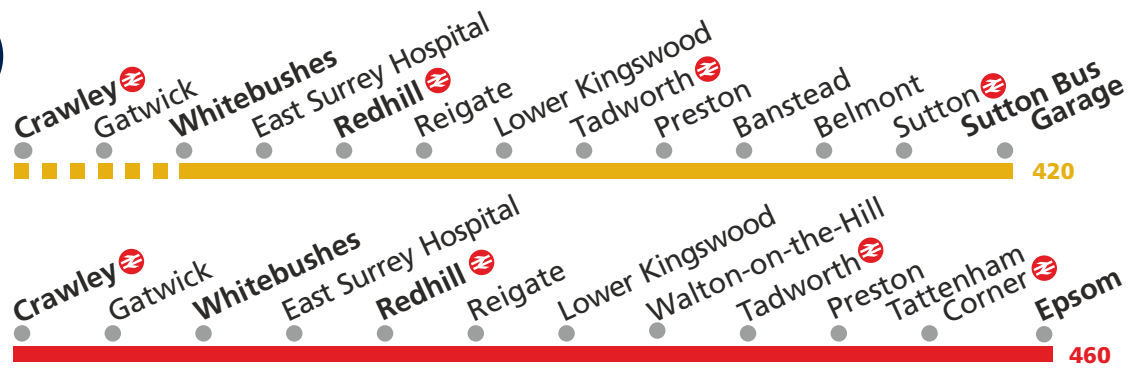 Crawley
Gatwick
Whitebushes
East Surrey Hospital
Redhill
Reigate
Lower Kingswood
Tadworth
Preston
Banstead
Belmont
Sutton
Sutton Bus
Garage
420
Crawley
Gatwick
Whitebushes
East Surrey Hospital
Redhill
Reigate
Lower Kingswood
Walton-on-the-Hill
Tadworth
Preston
Tattenham
Corner
Epsom
460